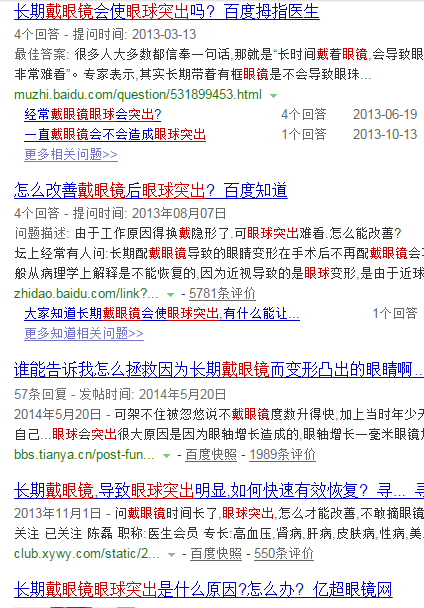 长期戴眼镜会使眼球突出吗？百度拇指医生
4个回答 - 提问时间: 2013-03-13
最佳答案: 很多人大多数都信奉一句话,那就是“长时间戴着眼镜,会导致眼
非常难看”。专家表示,其实长期带着有框眼镜是不会导致眼珠...
muzhi.baidu.com/question/531899453.html
经常戴眼镜眼球会突出? 4个回答 2013-06-19
一直戴眼镜会不会造成眼球突出 1个回答 2013-10-13
更多相关问题>>
怎么改善戴眼镜后眼球突出？百度知道
4个回答 - 提问时间: 2013年08月07日
问题描述: 由于工作原因得换戴隐形了.可眼球突出难看.怎么能改善?
坛上经常有人问:长期配戴眼镜导致的眼睛变形在手术后不再配戴眼镜会
般从病理学上解释是不能恢复的,因为近视导致的是眼球变形,是由于近球
zhidao.baidu.com/link?... - 5781条评价
大家知道长期戴眼镜会使眼球突出,有什么能让... 1个回答
更多知道相关问题>>
谁能告诉我怎么拯救因为长期戴眼镜而变形凸出的眼睛啊...
57条回复 - 发帖时间: 2014年5月20日
2014年5月20日 - 可架不住被忽悠说不戴眼镜度数升得快,加上当时年少
自己...眼球会突出很大原因是因为眼轴增长造成的,眼轴增长一毫米眼镜
bbs.tianya.cn/post-fun... - 百度快照 - 1989条评价
长期戴眼镜,导致眼球突出明显,如何快速有效恢复？寻... 寻
2013年11月1日 - 问戴眼镜时间长了,眼球突出,怎么才能改善,不敢摘眼镜
关注 已关注 陈磊 职称:医生会员 专长:高血压,肾病,肝病,皮肤病,性病,美
club.xywy.com/static/2... - 百度快照 - 550条评价
长期戴眼镜眼球突出是什么原因?怎么办？亿超眼镜网